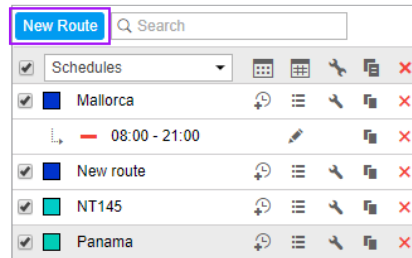 New Route Search
Schedules
Mallorca
08:00 - 21:00
New route
NT145
Panama